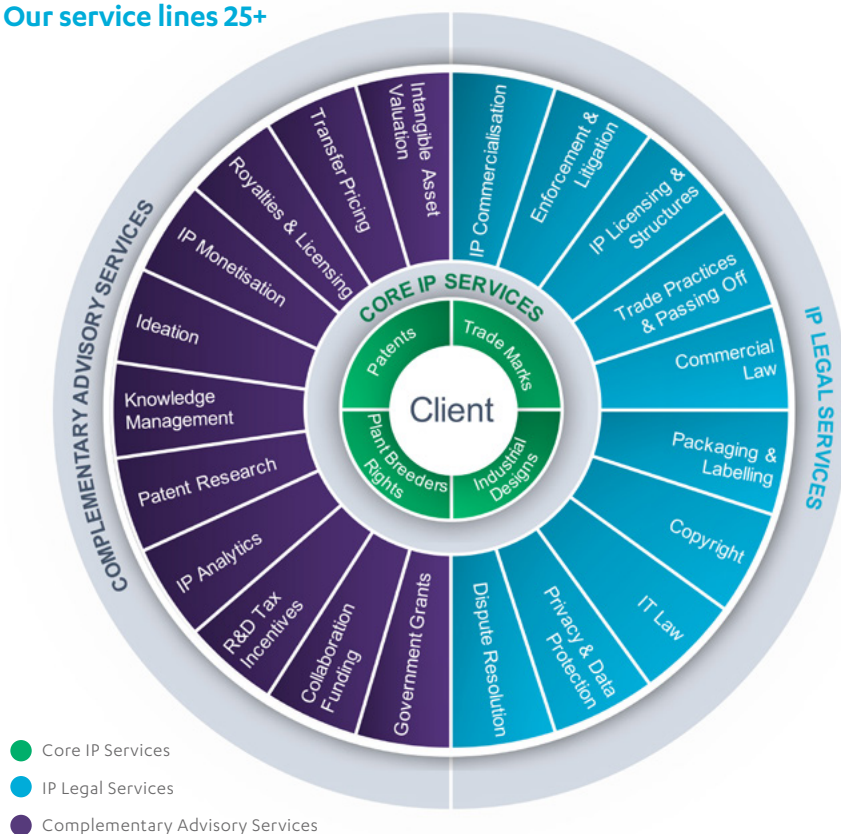 Our service lines 25+
COMPLEMENTARY ADVISORY SERVICES
IP LEGAL SERVICES
CORE IP SERVICES
Client
Patents
Trade Marks
Industrial
Designs
Plant Breeders
Rights
IP Commercialisation
Enforcement &
Litigation
IP Licensing &
Structures
Trade Practices
& Passing Off
Commercial
Law
Packaging &
Labelling
Copyright
IT Law
Privacy & Data
Protection
Dispute Resolution
Government Grants
Collaboration
Funding
R&D Tax
Incentives
IP Analytics
Patent Research
Knowledge
Management
Ideation
IP Monetisation
Royalties & Licensing
Transfer Pricing
Intangible Asset
Valuation
Core IP Services
IP Legal Services
Complementary Advisory Services